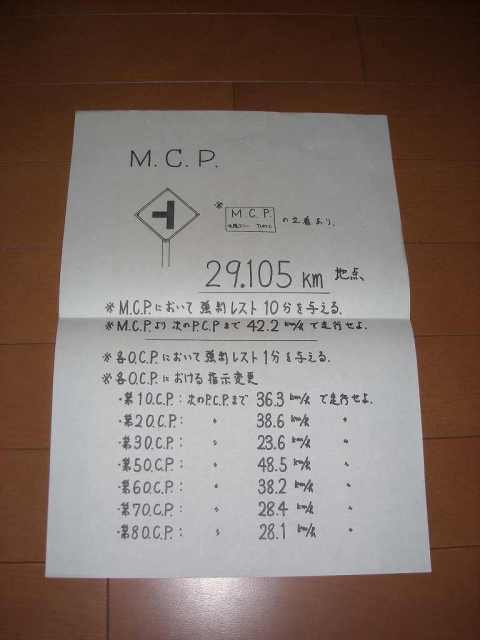 M.C.P.
※ M.C.P. の立看あり。
29.105 km 地点
※M.C.P.において強制レスト10分を与える.
※M.C.P.より次のP.C.P.まで 42.2 km/h で走行せよ.
※各O.C.P.において強制レスト1分を与える.
※各O.C.P.における指示変更
・第1O.C.P.: 次のP.C.P.まで 36.3 km/h で走行せよ.
・第2O.C.P.: 〃 38.6 km/h 〃
・第3O.C.P.: 〃 23.6 km/h 〃
・第5O.C.P.: 〃 48.5 km/h 〃
・第6O.C.P.: 〃 38.2 km/h 〃
・第7O.C.P.: 〃 28.4 km/h 〃
・第8O.C.P.: 〃 28.1 km/h 〃